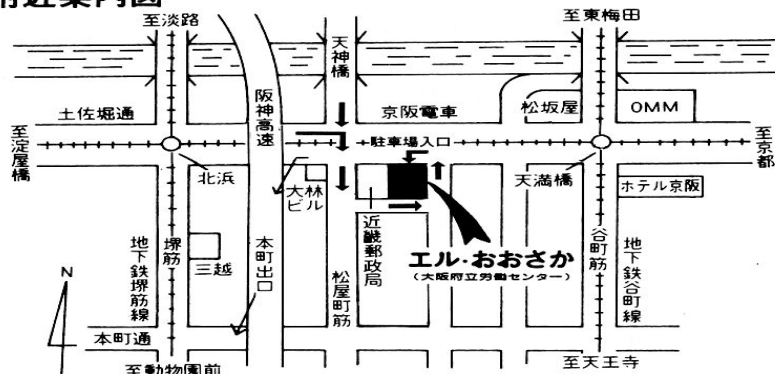 附近案内図
至淡路
至東梅田
天神橋
阪神高速
土佐堀通
京阪電車
松坂屋
OMM
至淀屋橋
駐車場入口
至京都
北浜
大林ビル
天満橋
ホテル京阪
近畿郵政局
エル・おおさか
(大阪府立労働センター)
地下鉄堺筋線
堺筋
三越
本町出口
松屋町筋
谷町筋
地下鉄谷町線
N
本町通
至動物園前
至天王寺